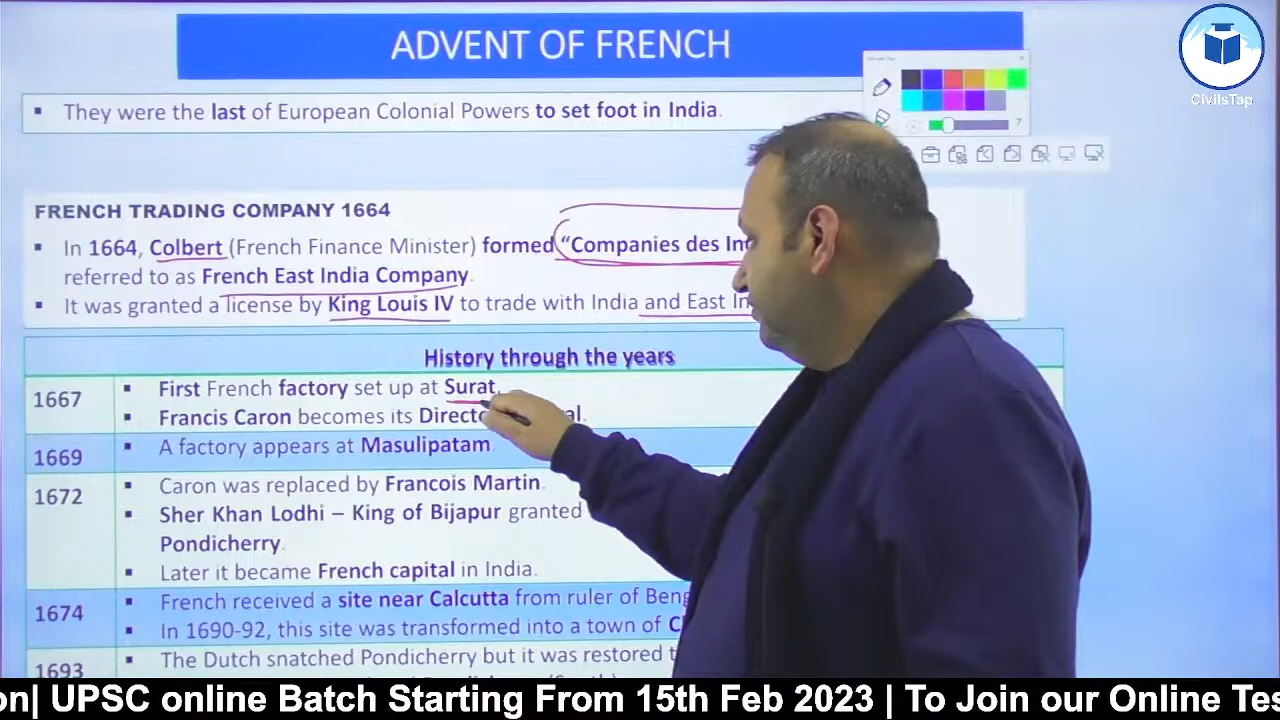 ADVENT OF FRENCH
CivilsTap
They were the last of European Colonial Powers to set foot in India.
7
FRENCH TRADING COMPANY 1664
In 1664, Colbert (French Finance Minister) formed “Companies des
referred to as French East India Company.
It was granted a license by King Louis IV to trade with India and East
History through the years
1667
First French factory set up at Surat.
Francis Caron becomes its
1669
A factory appears at Masulipatam.
1672
Caron was replaced by Francois Martin.
Sher Khan Lodhi – King of Bijapur granted
Pondicherry.
Later it became French capital in India.
1674
French received a site near Calcutta from ruler of
In 1690-92, this site was transformed into a town of
1693
The Dutch snatched Pondicherry but it was restored
| UPSC online Batch Starting From 15th Feb 2023 | To Join our Online